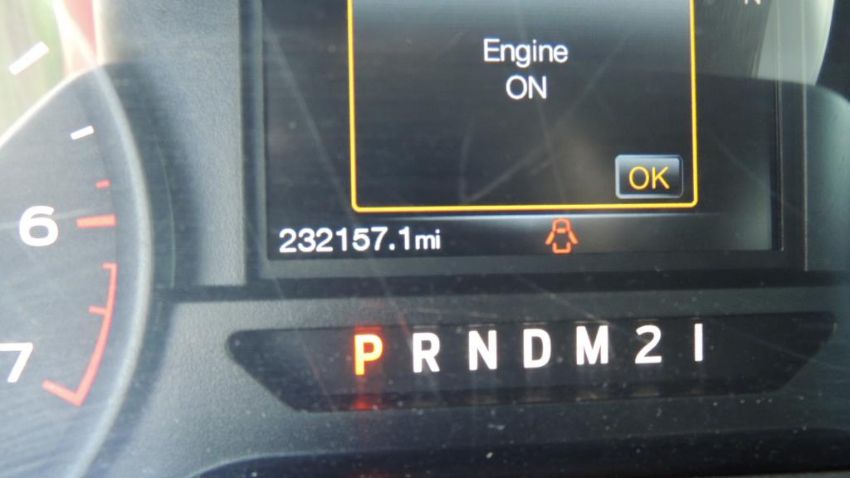 Engine
ON
OK
6
232157.1mi
P R N D M 2 1
7